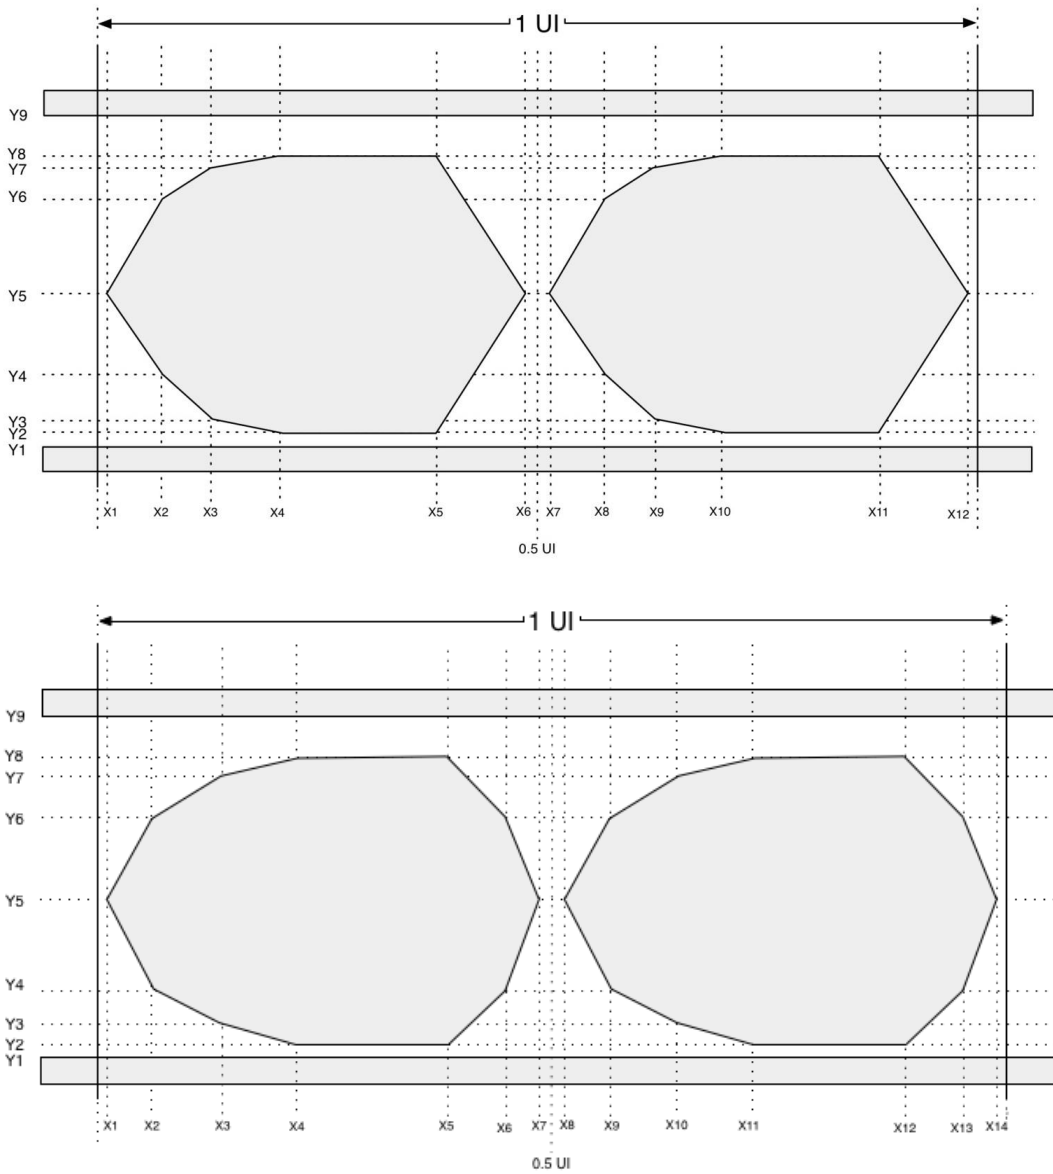 1 UI
Y9
Y8
Y7
Y6
Y5
Y4
Y3
Y2
Y1
X1 X2 X3 X4 X5 X6 X7 X8 X9 X10 X11 X12
0.5 UI
1 UI
Y9
Y8
Y7
Y6
Y5
Y4
Y3
Y2
Y1
X1 X2 X3 X4 X5 X6 X7 X8 X9 X10 X11 X12 X13 X14
0.5 UI